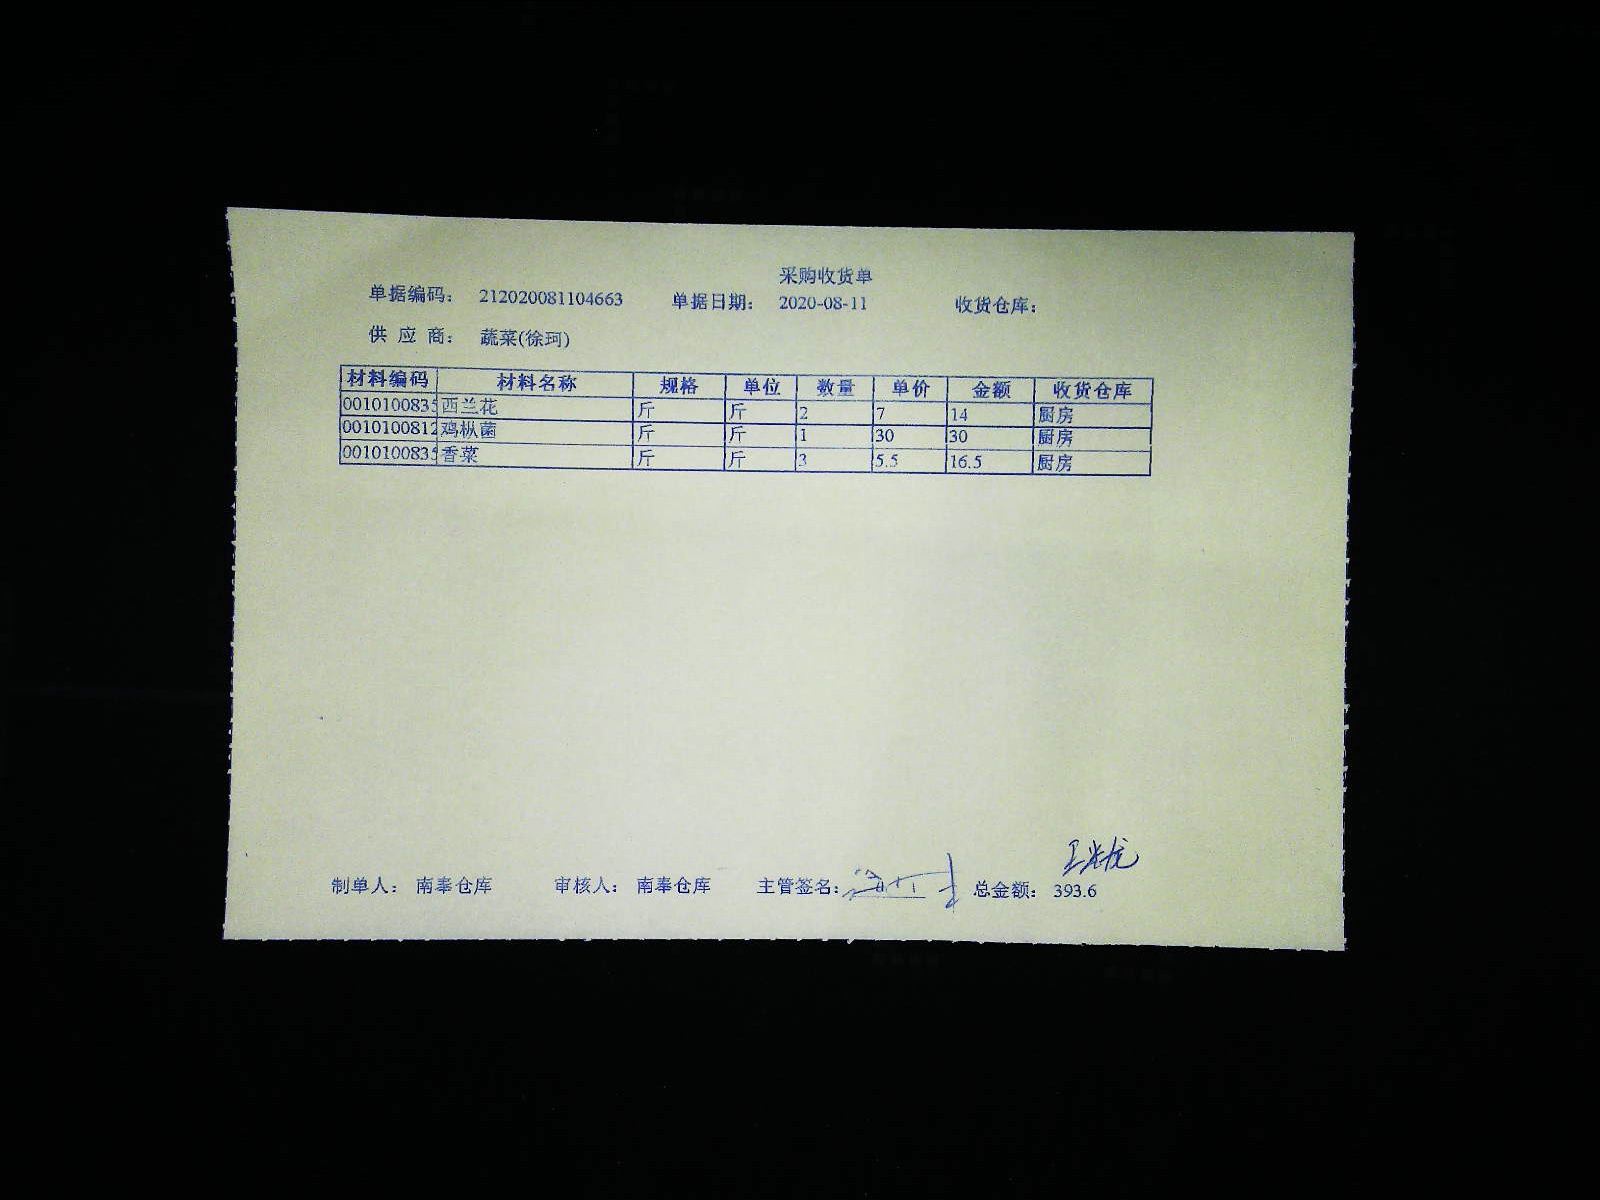 采购收货单
单据编码： 212020081104663 单据日期： 2020-08-11 收货仓库：
供 应 商： 蔬菜(徐珂)
材料编码 材料名称 规格 单位 数量 单价 金额 收货仓库
001010083 西兰花 斤 斤 2 7 14 厨房
001010081 鸡枞菌 斤 斤 1 30 30 厨房
001010083 香菜 斤 斤 3 5.5 16.5 厨房
制单人： 南奉仓库 审核人： 南奉仓库 主管签名： 总金额： 393.6